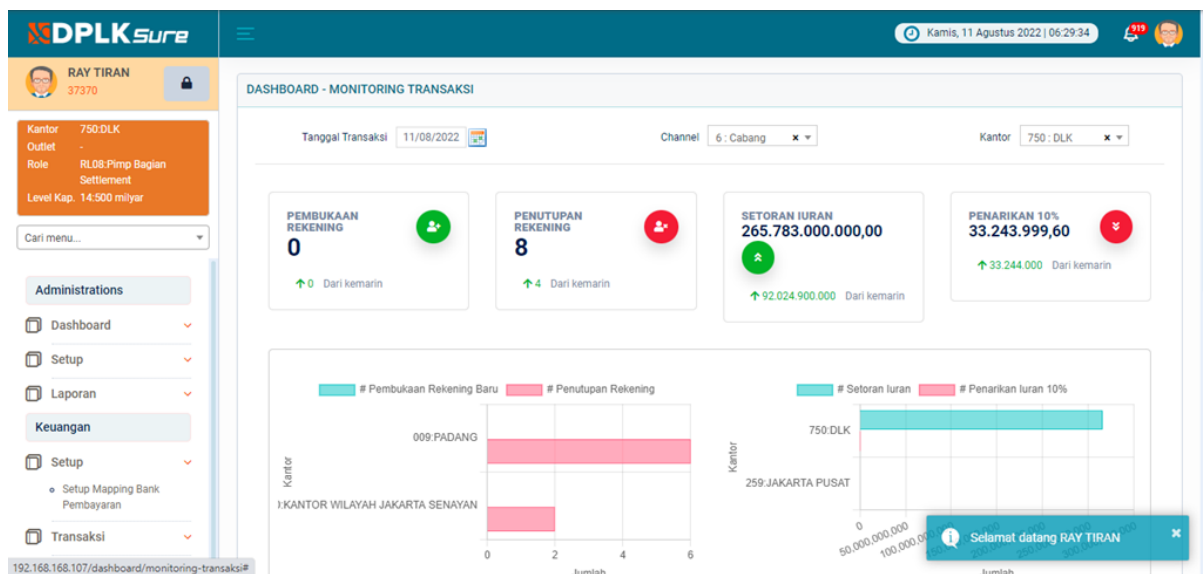 DPLKSure
Kamis, 11 Agustus 2022 | 06:29:34
919
RAY TIRAN
37370
Kantor 750:DLK
Outlet -
Role RL08:Pimp Bagian
Settlement
Level Kap. 14:500 milyar
Cari menu...
Administrations
Dashboard
Setup
Laporan
Keuangan
Setup
Setup Mapping Bank
Pembayaran
Transaksi
192.168.168.107/dashboard/monitoring-transaksi#
DASHBOARD - MONITORING TRANSAKSI
Tanggal Transaksi 11/08/2022
Channel 6 : Cabang × 
Kantor 750 : DLK ×
PEMBUKAAN
REKENING
0
↑ 0 Dari kemarin
PENUTUPAN
REKENING
8
↑ 4 Dari kemarin
SETORAN IURAN
265.783.000.000,00
↑ 92.024.900.000 Dari kemarin
PENARIKAN 10%
33.243.999,60
↑ 33.244.000 Dari kemarin
# Pembukaan Rekening Baru # Penutupan Rekening
Kantor
009:PADANG
:KANTOR WILAYAH JAKARTA SENAYAN
0 2 4 6
Jumlah
# Setoran Iuran # Penarikan Iuran 10%
Kantor
750:DLK
259:JAKARTA PUSAT
0
50,000,000,000
Jumlah
Selamat datang RAY TIRAN ×